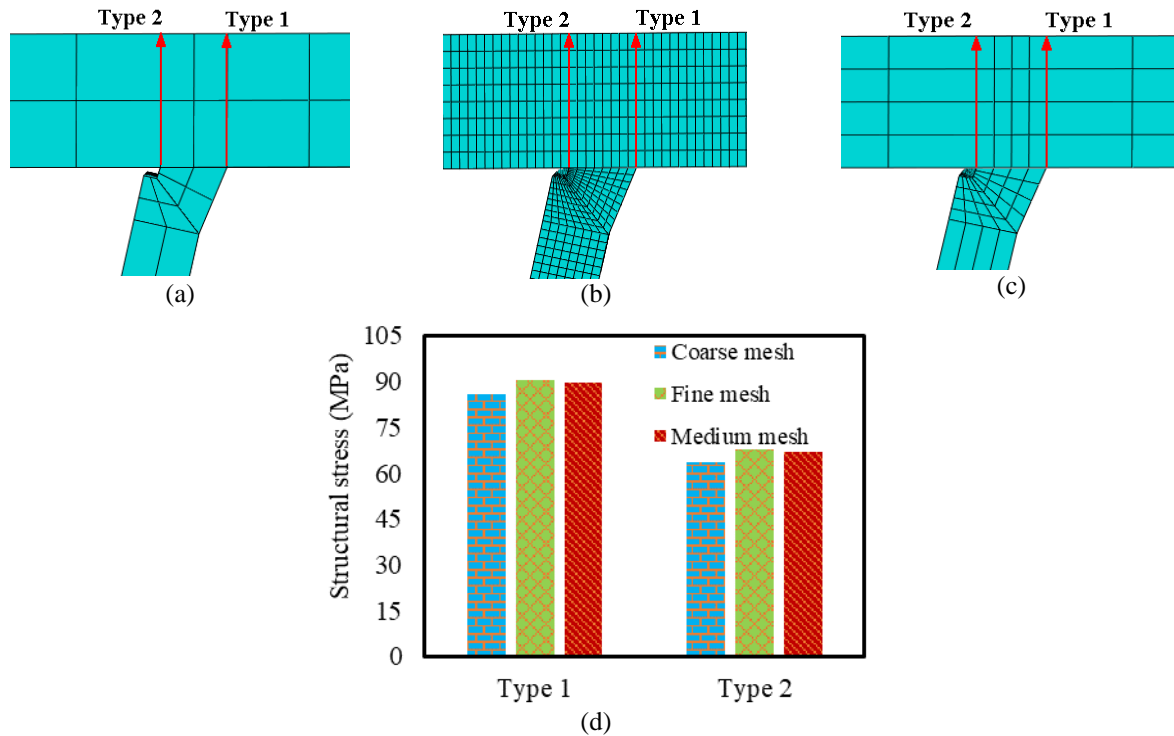 Type 2 Type 1
Type 2 Type 1
Type 2 Type 1
(a)
(b)
(c)
Structural stress (MPa)
105
90
75
60
45
30
15
0
Coarse mesh
Fine mesh
Medium mesh
Type 1
Type 2
(d)